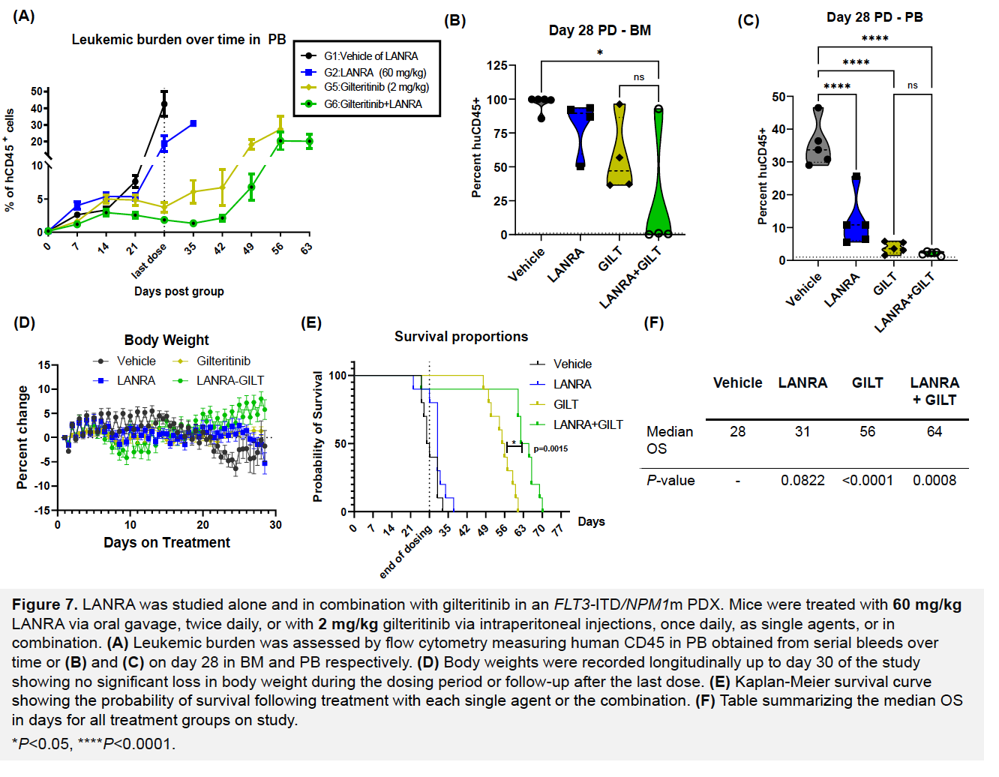 (A)
Leukemic burden over time in PB
G1:Vehicle of LANRA
G2:LANRA (60 mg/kg)
G5:Gilteritinib (2 mg/kg)
G6:Gilteritinib+LANRA
% of hCD45 + cells
50
40
30
20
10
5
0
0
7
14
21
last dose
35
42
49
56
63
Days post group
(B)
Day 28 PD - BM
Percent huCD45+
125
100
75
50
25
0
*
ns
Vehicle
LANRA
GILT
LANRA+GILT
(C)
Day 28 PD - PB
Percent huCD45+
50
40
30
20
10
0
****
****
****
ns
Vehicle
LANRA
GILT
LANRA+GILT
(D)
Body Weight
Vehicle
Gilteritinib
LANRA
LANRA-GILT
Percent change
15
10
5
0
-5
-10
-15
0
10
20
30
Days on Treatment
(E)
Survival proportions
Vehicle
LANRA
GILT
LANRA+GILT
Probability of Survival
100
50
0
*
p=0.0015
0
7
14
21
end of dosing
35
42
49
56
63
70
77
Days
(F)
Vehicle LANRA GILT LANRA
+ GILT
Median 28 31 56 64
OS
P-value - 0.0822 <0.0001 0.0008
Figure 7. LANRA was studied alone and in combination with gilteritinib in an FLT3-ITD/NPM1m PDX. Mice were treated with 60 mg/kg
LANRA via oral gavage, twice daily, or with 2 mg/kg gilteritinib via intraperitoneal injections, once daily, as single agents, or in
combination. (A) Leukemic burden was assessed by flow cytometry measuring human CD45 in PB obtained from serial bleeds over
time or (B) and (C) on day 28 in BM and PB respectively. (D) Body weights were recorded longitudinally up to day 30 of the study
showing no significant loss in body weight during the dosing period or follow-up after the last dose. (E) Kaplan-Meier survival curve
showing the probability of survival following treatment with each single agent or the combination. (F) Table summarizing the median OS
in days for all treatment groups on study.
*P<0.05, ****P<0.0001.